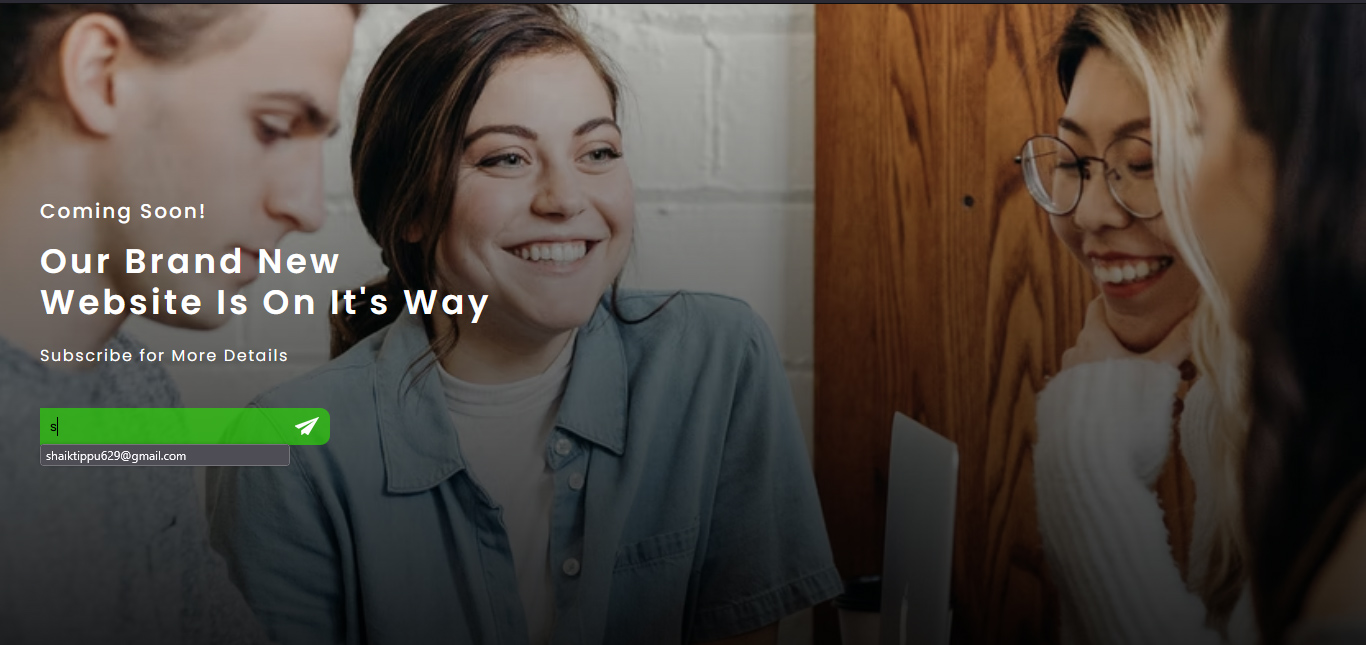 Coming Soon!
Our Brand New
Website Is On It's Way
Subscribe for More Details
s
shaiktippu629@gmail.com